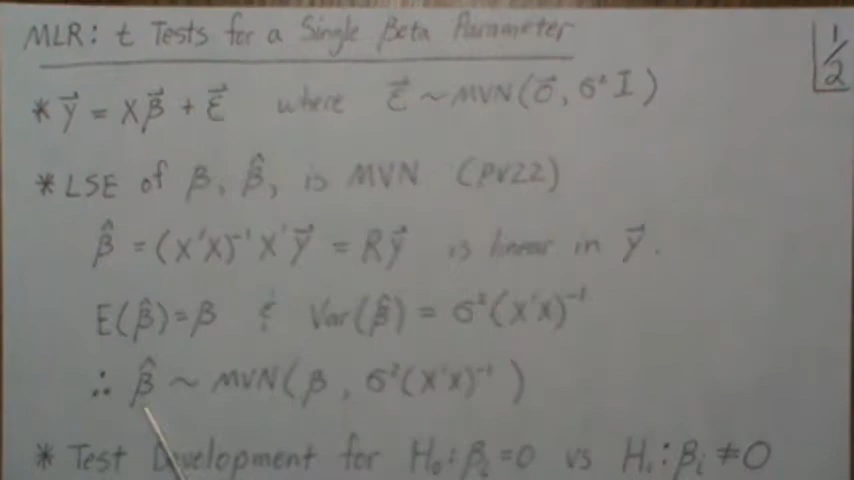 MLR: t Tests for a Single Beta Parameter
1/2
* y⃗ = Xβ⃗ + ε⃗ where ε⃗ ~ MVN(0⃗, σ²I)
* LSE of β, β̂, is MVN (PV22)
β̂ = (X'X)⁻¹X'y⃗ = Ry⃗ is linear in y⃗.
E(β̂) = β & Var(β̂) = σ²(X'X)⁻¹
∴ β̂ ~ MVN(β, σ²(X'X)⁻¹)
* Test Development for H₀: βᵢ = 0 vs H₁: βᵢ ≠ 0